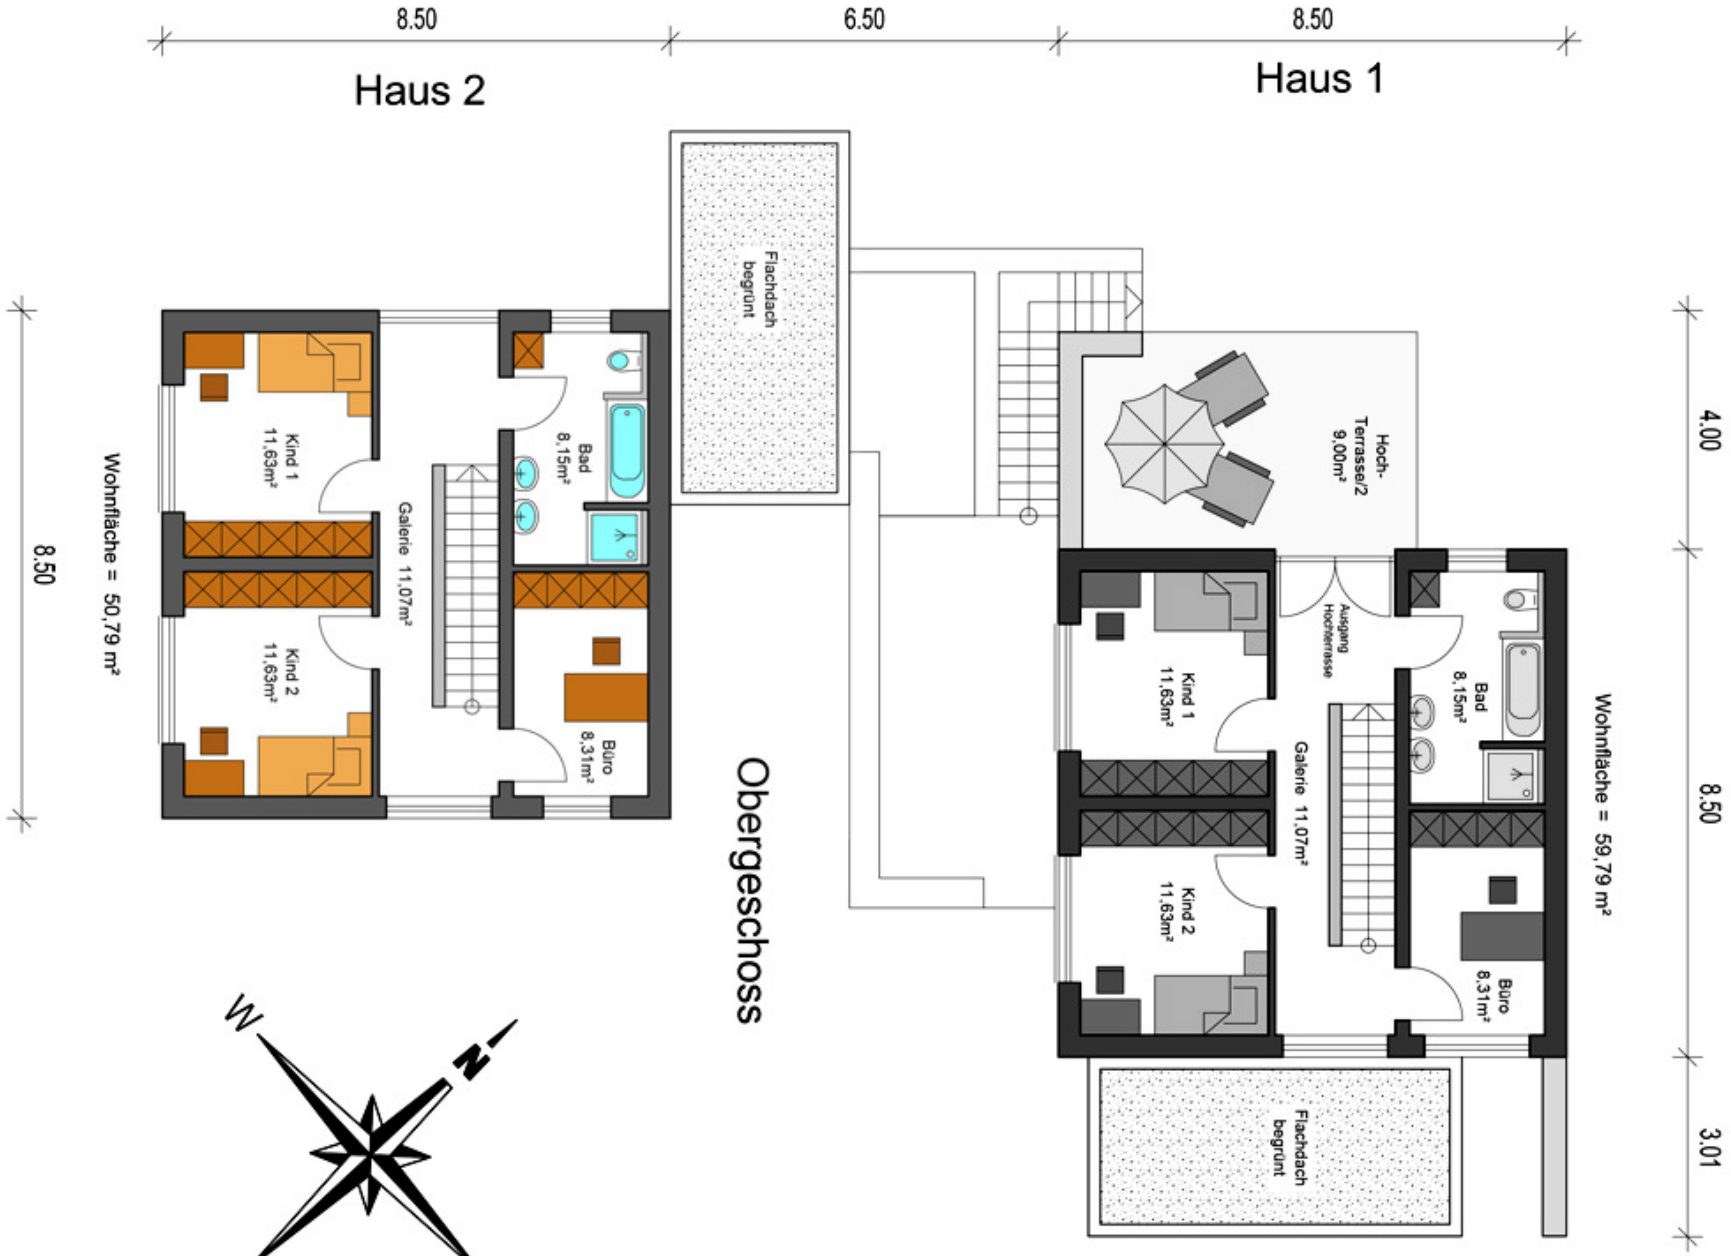 8.50
6.50
8.50
Haus 2
Haus 1
Flachdach
begrünt
Kind 1
11,63m²
Bad
8,15m²
Galerie 11,07m²
Kind 2
11,63m²
Büro
8,31m²
Wohnfläche = 50,79 m²
8.50
Hoch-
Terrasse/2
9,00m²
4.00
Ausgang
Hochterrasse
Kind 1
11,63m²
Bad
8,15m²
Galerie 11,07m²
Kind 2
11,63m²
Büro
8,31m²
Wohnfläche = 59,79 m²
8.50
Obergeschoss
Flachdach
begrünt
3.01
W
N